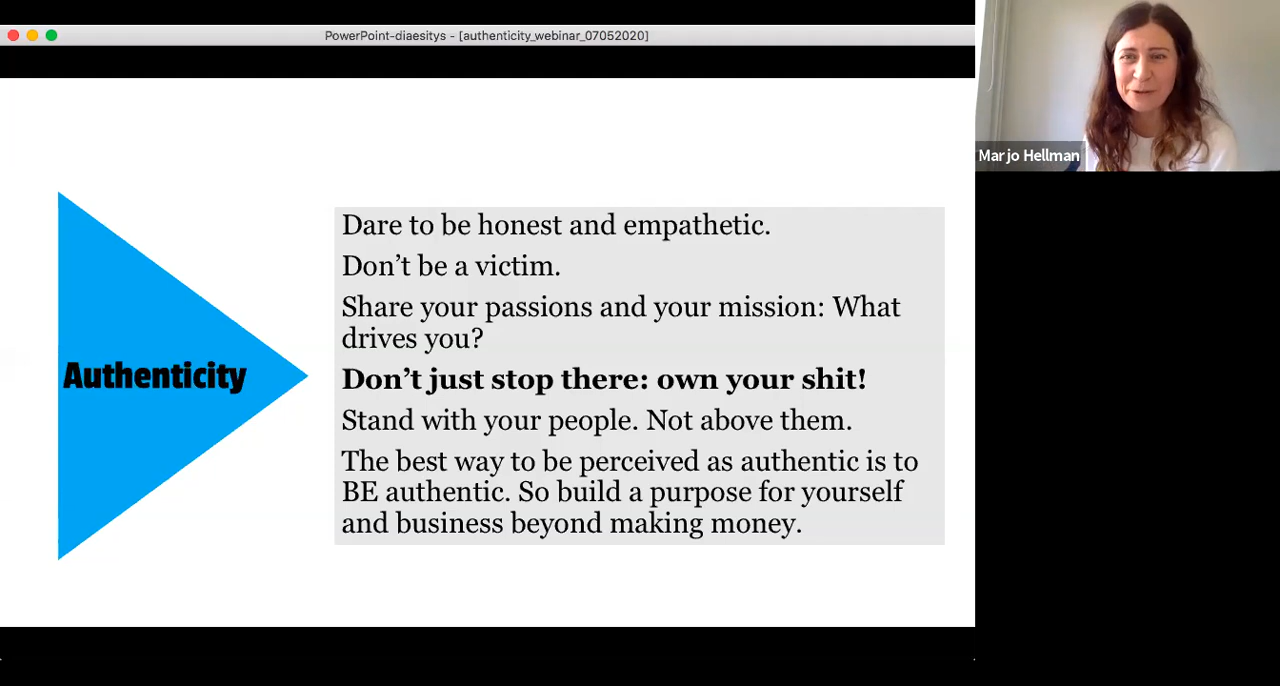 PowerPoint-diaesitys - [authenticity_webinar_07052020]
Marjo Hellman
Authenticity
Dare to be honest and empathetic.
Don't be a victim.
Share your passions and your mission: What
drives you?
Don't just stop there: own your shit!
Stand with your people. Not above them.
The best way to be perceived as authentic is to
BE authentic. So build a purpose for yourself
and business beyond making money.